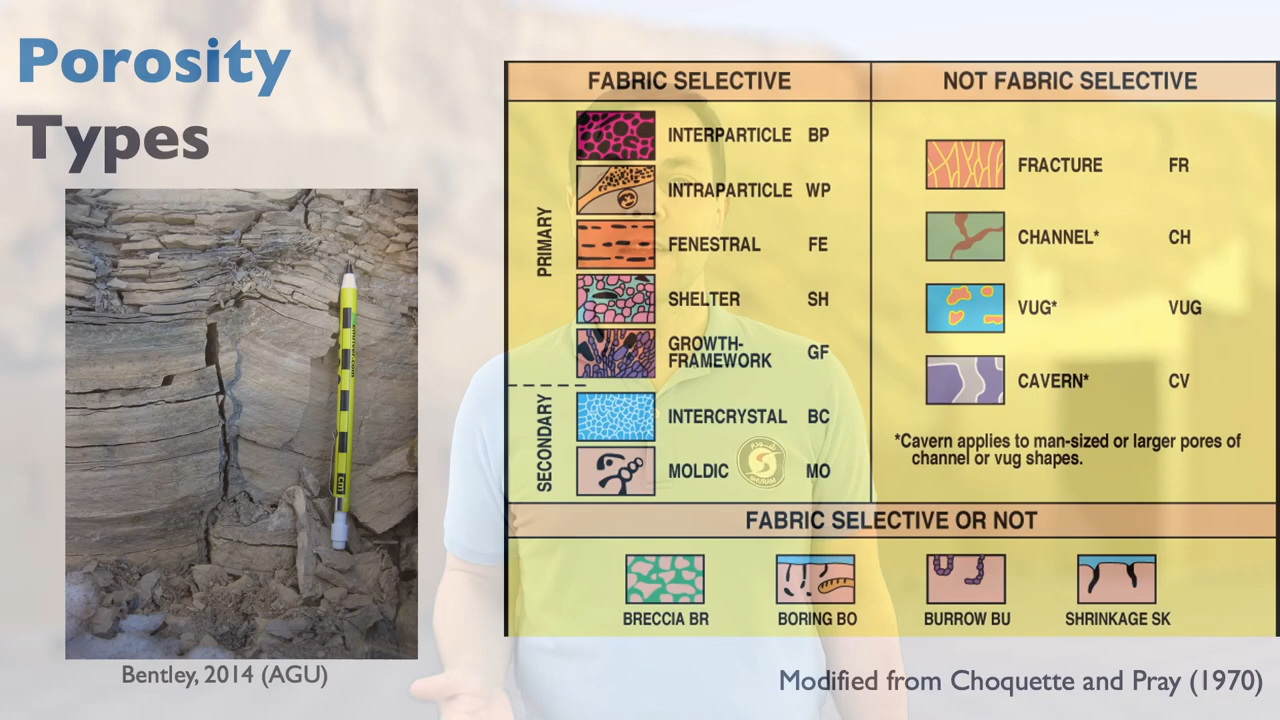 Porosity
Types
Bentley, 2014 (AGU)
FABRIC SELECTIVE
NOT FABRIC SELECTIVE
PRIMARY
INTERPARTICLE BP
INTRAPARTICLE WP
FENESTRAL FE
SHELTER SH
GROWTH-
FRAMEWORK GF
SECONDARY
INTERCRYSTAL BC
MOLDIC MO
FRACTURE FR
CHANNEL* CH
VUG* VUG
CAVERN* CV
*Cavern applies to man-sized or larger pores of
channel or vug shapes.
FABRIC SELECTIVE OR NOT
BRECCIA BR
BORING BO
BURROW BU
SHRINKAGE SK
Modified from Choquette and Pray (1970)